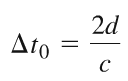 Δt₀ = 2d/c